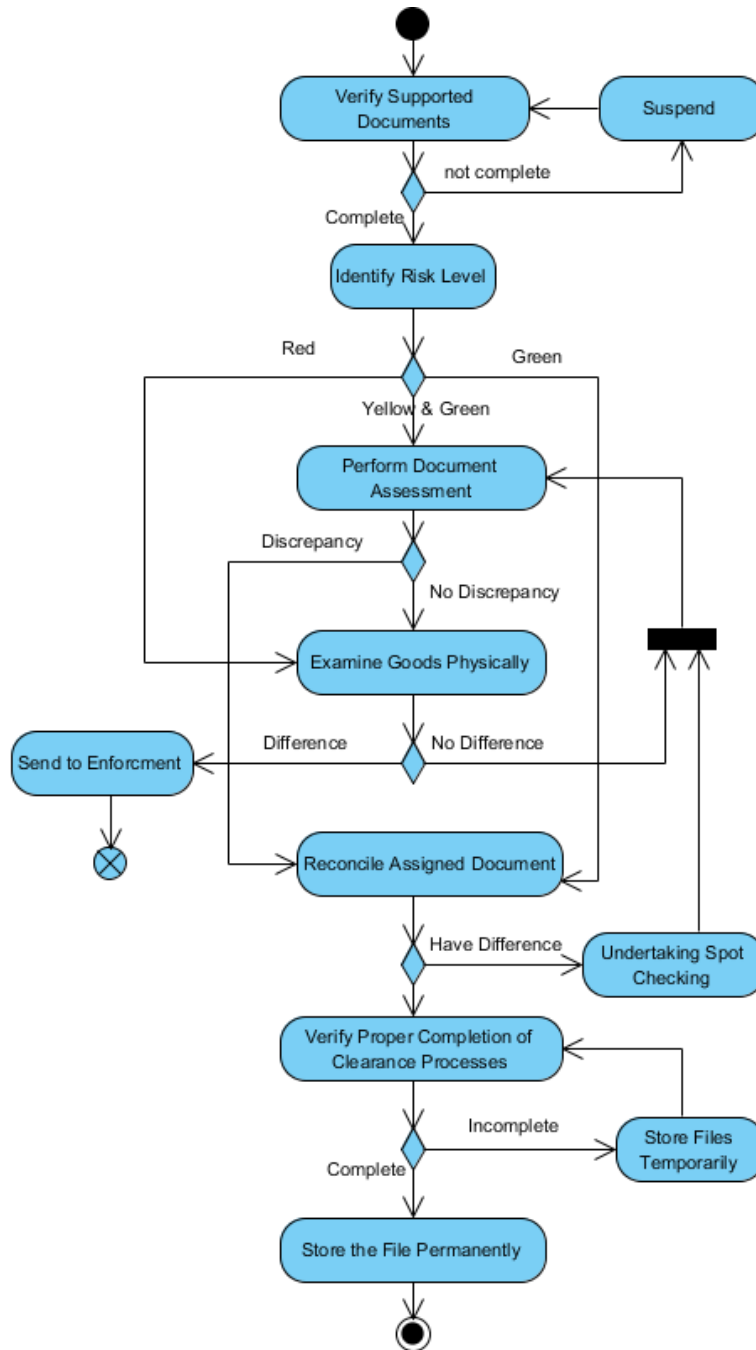 Verify Supported
Documents
Suspend
not complete
Complete
Identify Risk Level
Red
Green
Yellow & Green
Perform Document
Assessment
Discrepancy
No Discrepancy
Examine Goods Physically
Send to Enforcment
Difference
No Difference
Reconcile Assigned Document
Have Difference
Undertaking Spot
Checking
Verify Proper Completion of
Clearance Processes
Incomplete
Store Files
Temporarily
Complete
Store the File Permanently